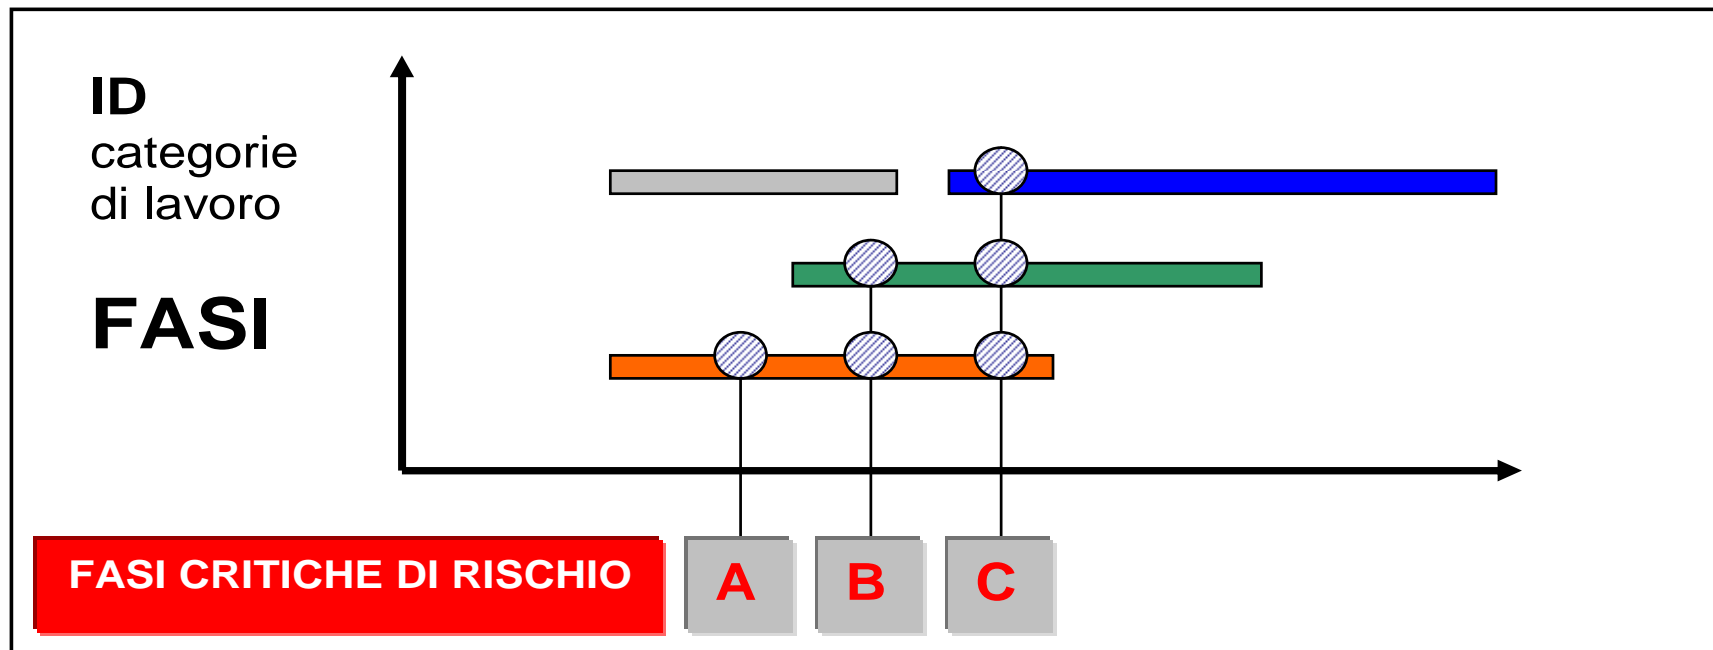 ID
categorie
di lavoro
FASI
FASI CRITICHE DI RISCHIO
A
B
C